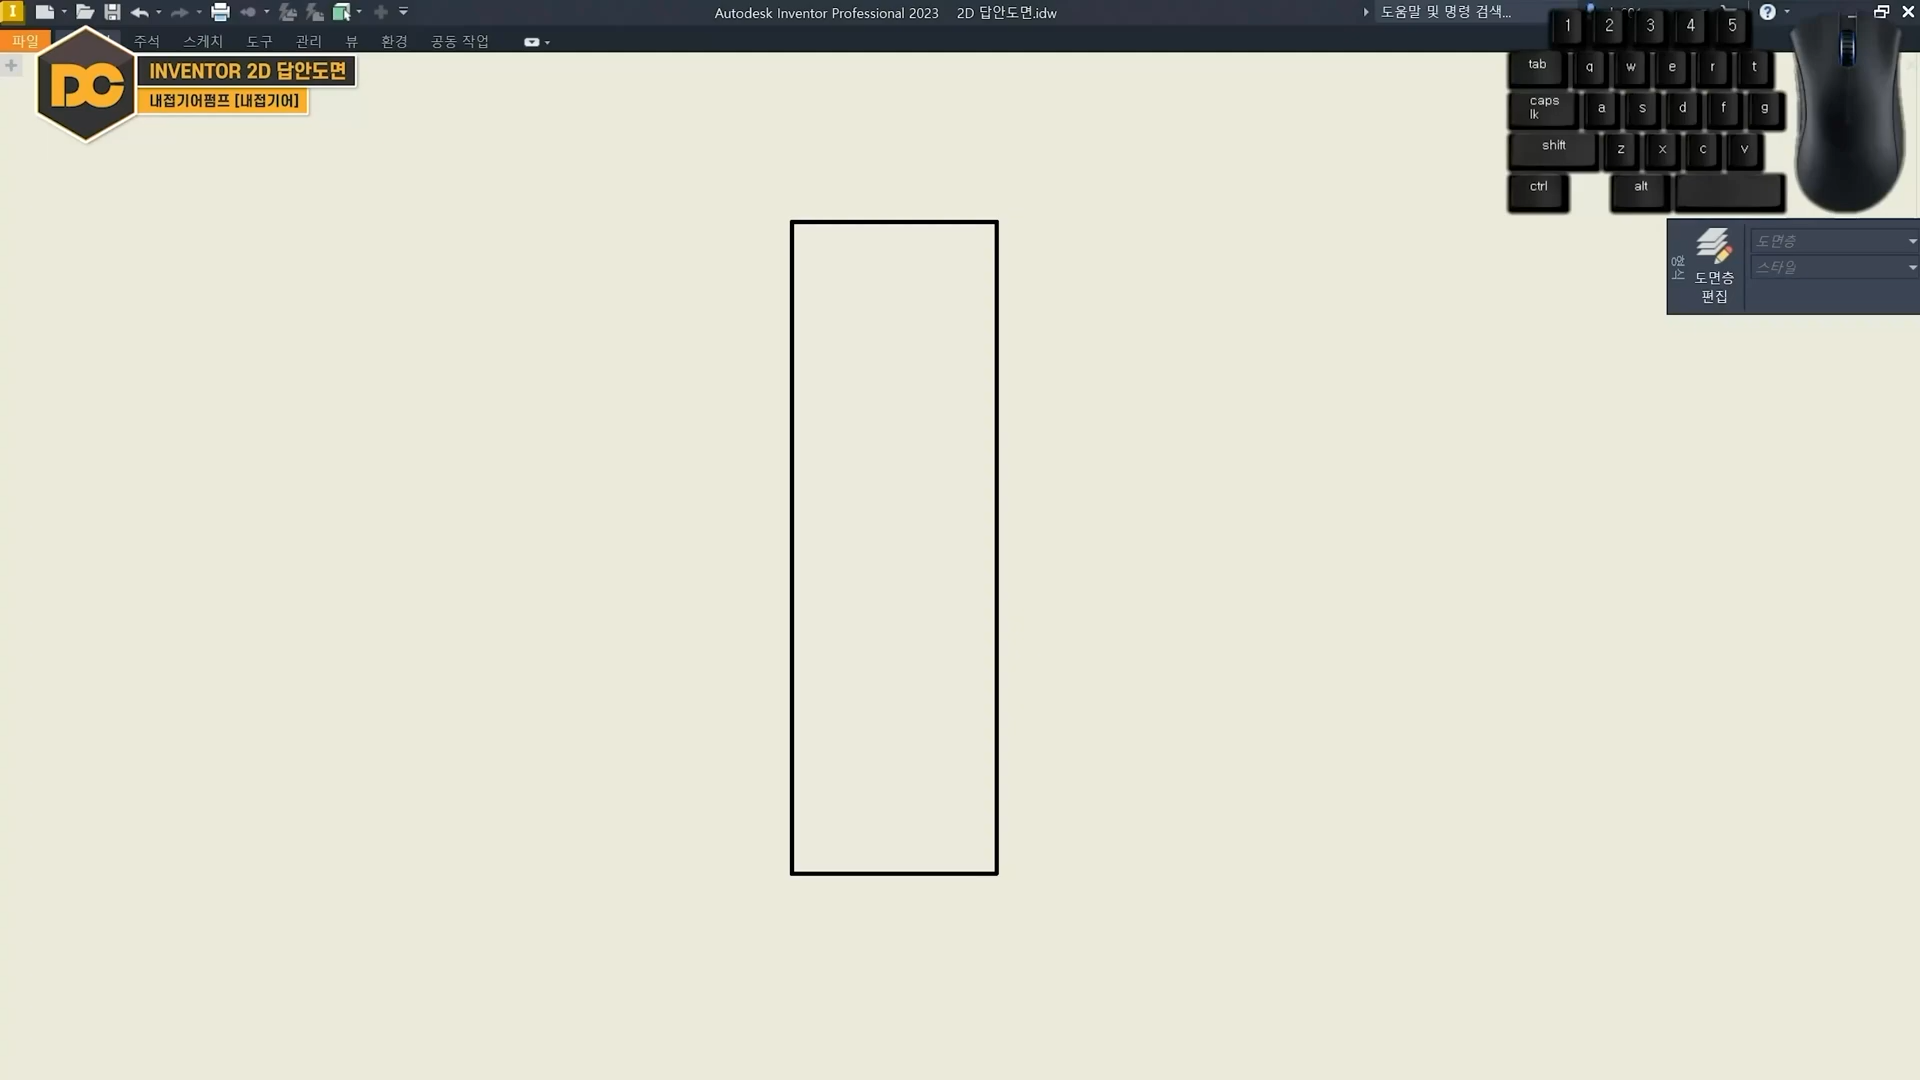 Autodesk Inventor Professional 2023 2D 답안도면.idw
도움말 및 명령 검색...
파일 주석 스케치 도구 관리 뷰 환경 공동 작업
DC
INVENTOR 2D 답안도면
내접기어펌프 [내접기어]
1 2 3 4 5
tab q w e r t
caps lk a s d f g
shift z x c v
ctrl alt
형식
도면층
편집
도면층
스타일